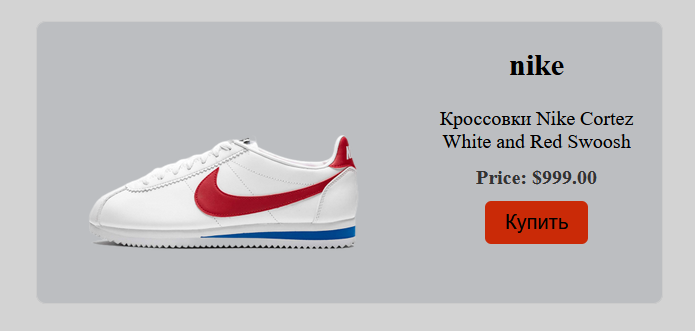 nike
Кроссовки Nike Cortez
White and Red Swoosh
Price: $999.00
Купить